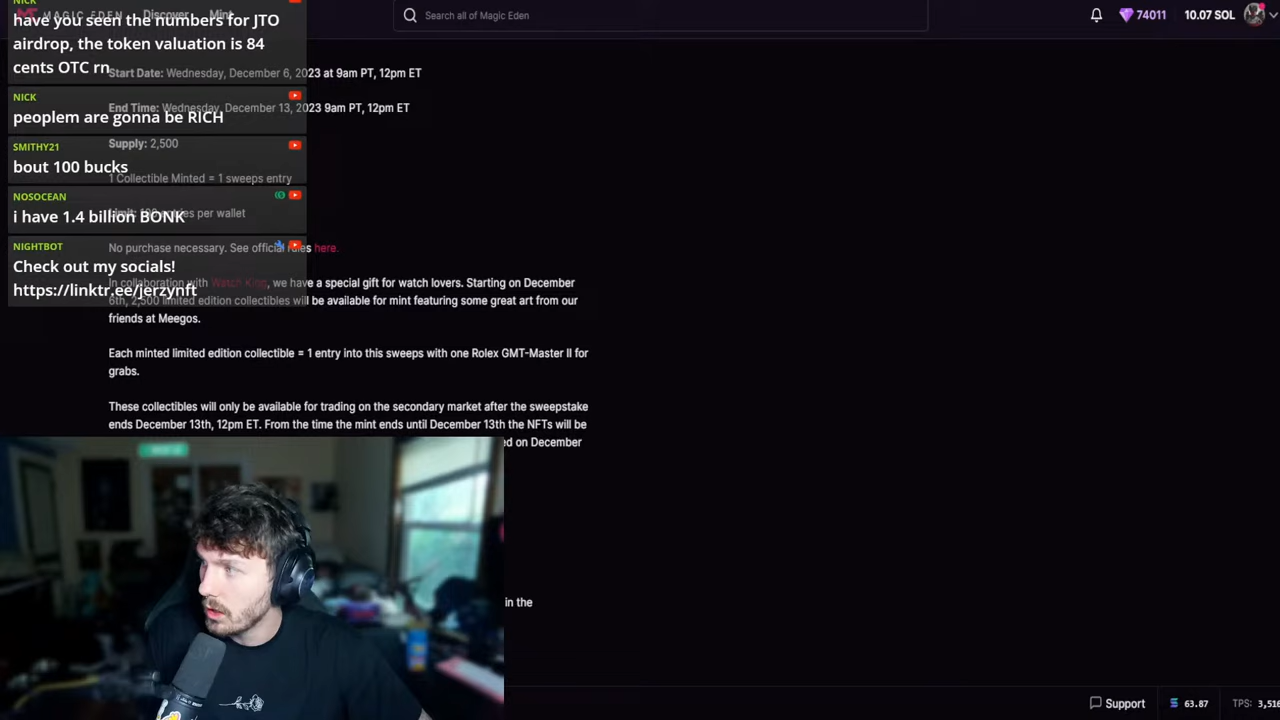 NICK
have you seen the numbers for JTO
airdrop, the token valuation is 84
cents OTC rn
NICK
peoplem are gonna be RICH
SMITHY21
bout 100 bucks
NOSOCEAN
i have 1.4 billion BONK
NIGHTBOT
Check out my socials!
https://linktr.ee/jerzynft
MAGIC EDEN
Discover
Mint
Search all of Magic Eden
74011
10.07 SOL
Start Date: Wednesday, December 6, 2023 at 9am PT, 12pm ET
End Time: Wednesday, December 13, 2023 9am PT, 12pm ET
Supply: 2,500
1 Collectible Minted = 1 sweeps entry
Limit: 100 entries per wallet
No purchase necessary. See official rules here.
In collaboration with Watch King, we have a special gift for watch lovers. Starting on December
6th, 2,500 limited edition collectibles will be available for mint featuring some great art from our
friends at Meegos.
Each minted limited edition collectible = 1 entry into this sweeps with one Rolex GMT-Master II for
grabs.
These collectibles will only be available for trading on the secondary market after the sweepstake
ends December 13th, 12pm ET. From the time the mint ends until December 13th the NFTs will be
ed on December
in the
Support
63.87
TPS: 3,516